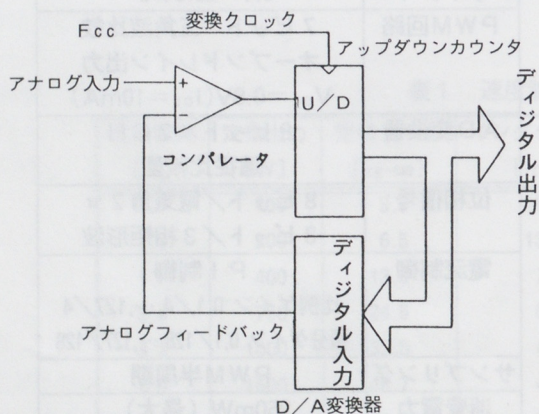 変換クロック
Fcc
アップダウンカウンタ
アナログ入力
+
-
U/D
コンパレータ
ディジタル出力
ディジタル入力
アナログフィードバック
D/A変換器